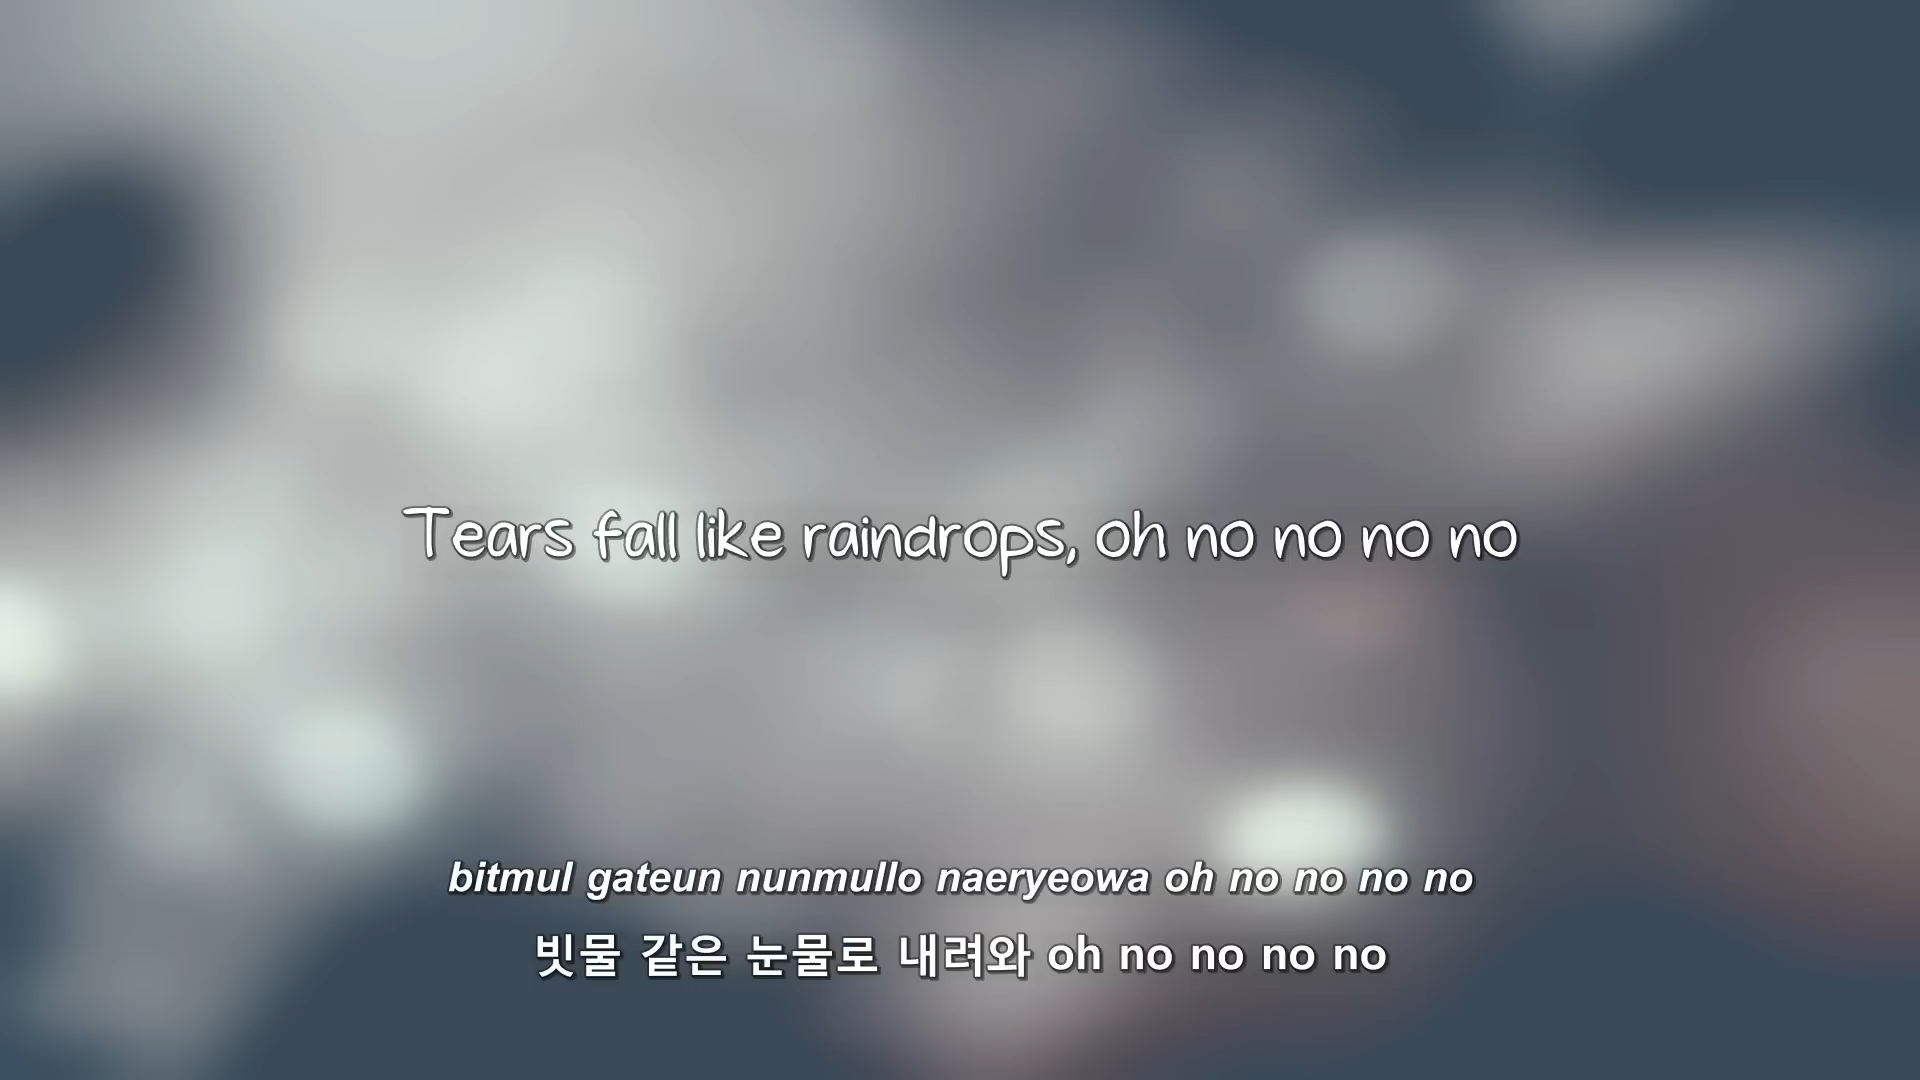 Tears fall like raindrops, oh no no no no
bitmul gateun nunmullo naeryeowa oh no no no no
빗물 같은 눈물로 내려와 oh no no no no